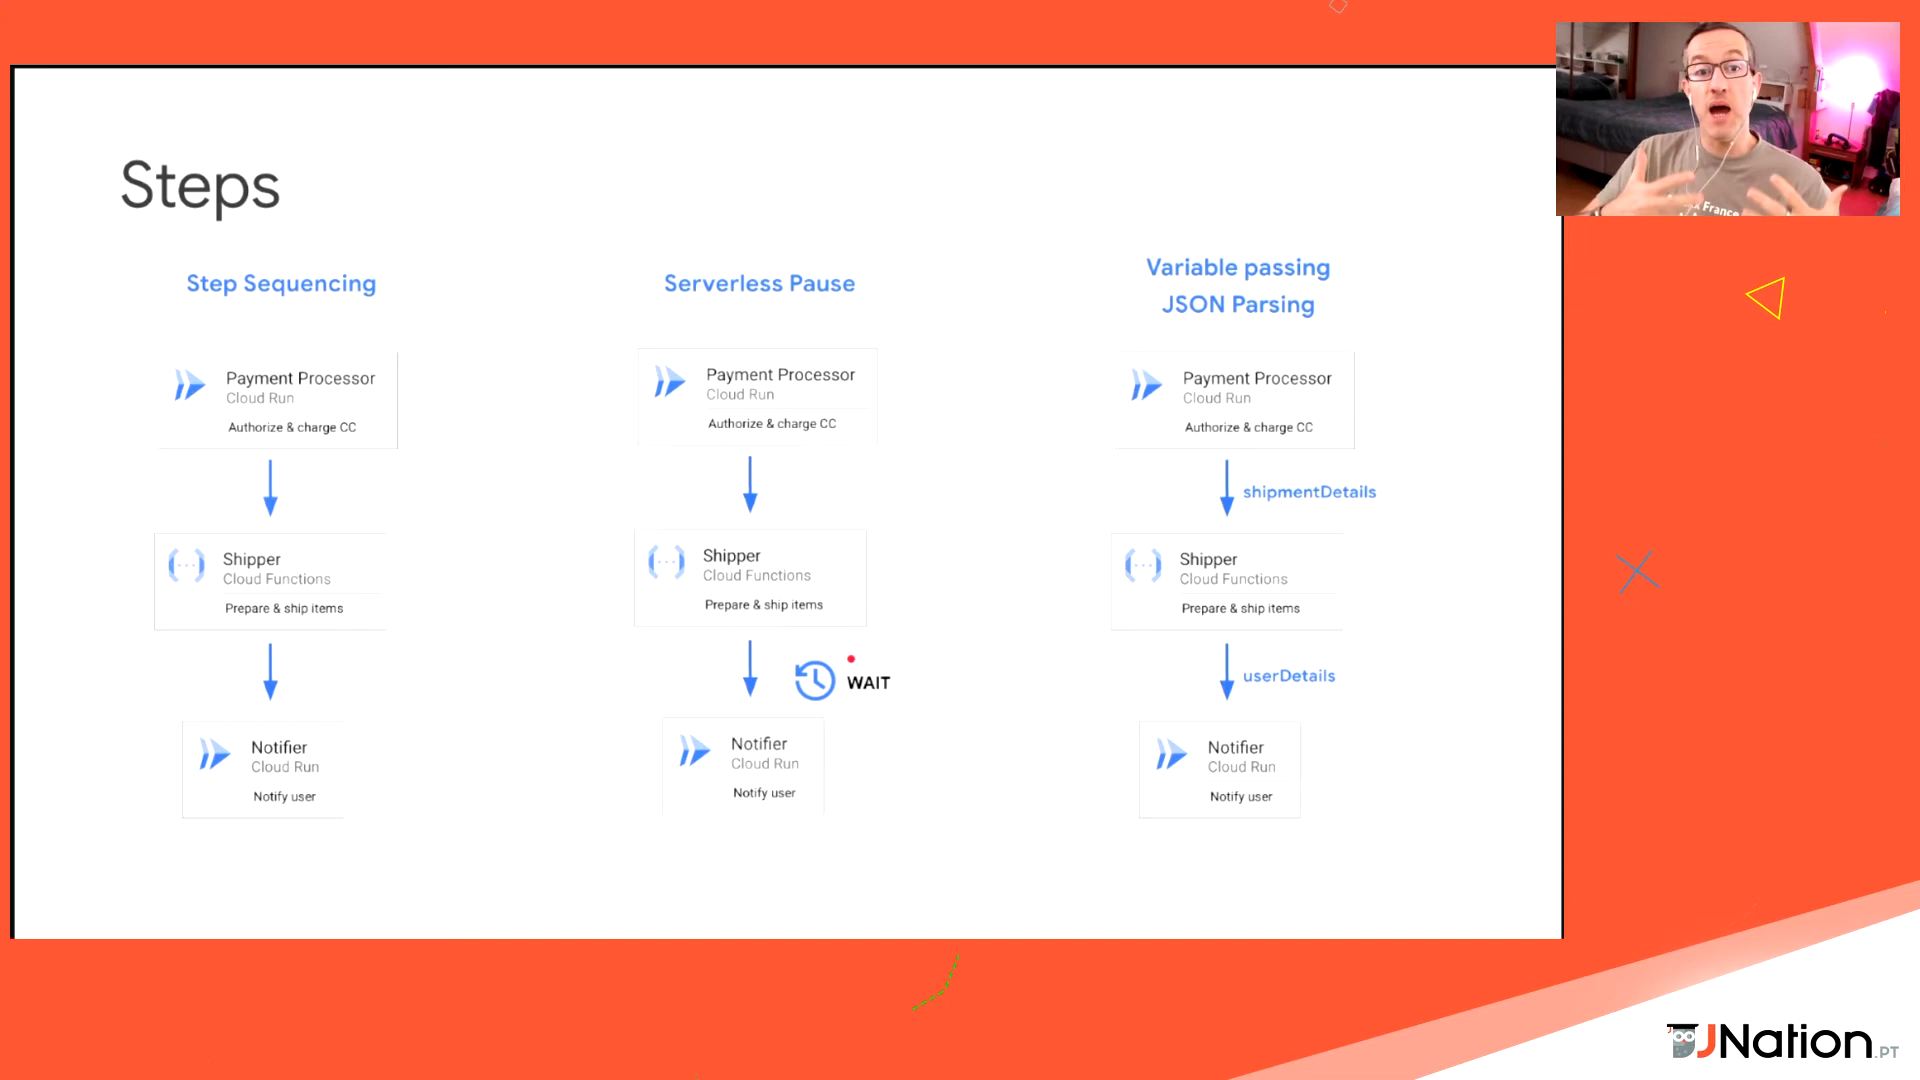 Steps
Step Sequencing
Payment Processor
Cloud Run
Authorize & charge CC
Shipper
Cloud Functions
Prepare & ship items
Notifier
Cloud Run
Notify user
Serverless Pause
Payment Processor
Cloud Run
Authorize & charge CC
Shipper
Cloud Functions
Prepare & ship items
WAIT
Notifier
Cloud Run
Notify user
Variable passing
JSON Parsing
Payment Processor
Cloud Run
Authorize & charge CC
shipmentDetails
Shipper
Cloud Functions
Prepare & ship items
userDetails
Notifier
Cloud Run
Notify user
France
JNation.PT